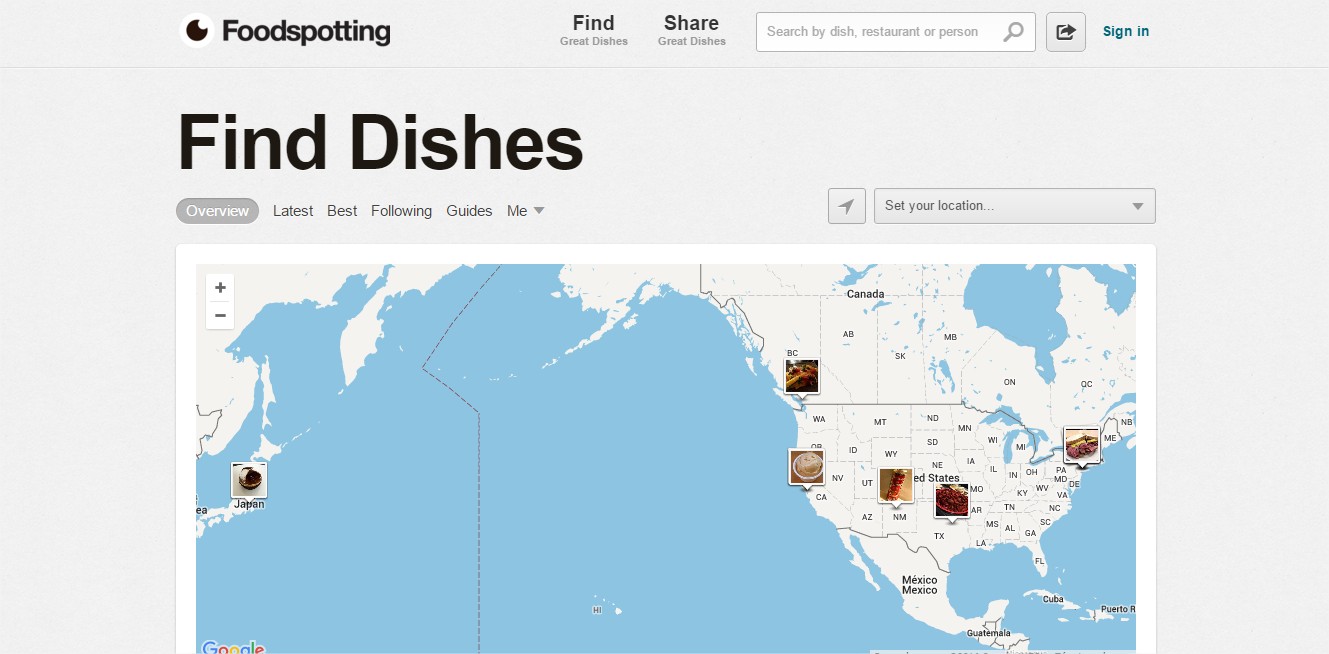 Foodspotting
Find
Great Dishes
Share
Great Dishes
Search by dish, restaurant or person
Sign in
Find Dishes
Overview Latest Best Following Guides Me
Set your location...
+
−
Canada
AB
BC
SK
MB
ON
QC
NB
WA
MT
ND
MN
ME
OR
ID
SD
WI
MI
WY
NE
IA
IL
IN
OH
PA
MD
DE
NV
UT
ed States
MO
KY
WV
VA
CA
AZ
NM
AR
TN
NC
MS
AL
GA
SC
TX
LA
FL
Japan
ea
HI
México
Mexico
Cuba
Puerto R
Guatemala
Google